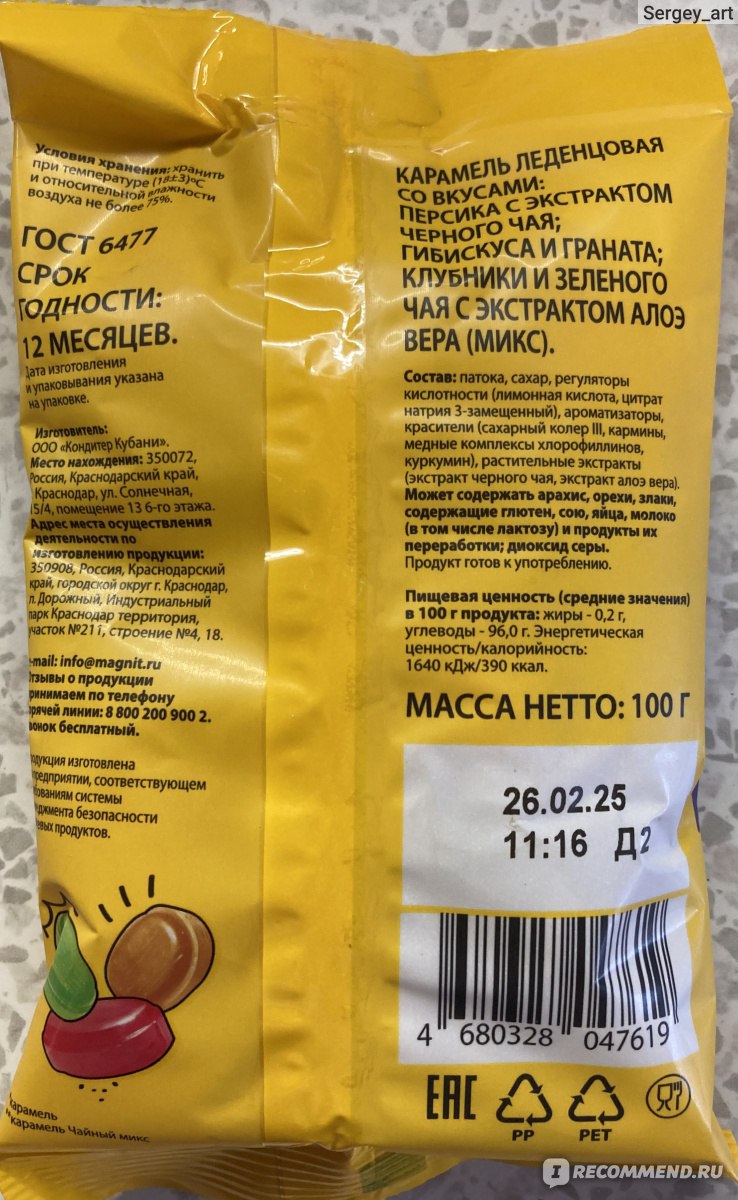 Sergey_art
Условия хранения: хранить
при температуре (18±3)°С
и относительной влажности
воздуха не более 75%.
ГОСТ 6477
СРОК
ГОДНОСТИ:
12 МЕСЯЦЕВ.
Дата изготовления
и упаковывания указана
на упаковке.
Изготовитель:
ООО «Кондитер Кубани».
Место нахождения: 350072,
Россия, Краснодарский край,
г. Краснодар, ул. Солнечная,
15/4, помещение 13 6-го этажа.
Адрес места осуществления
деятельности по
изготовлению продукции:
350908, Россия, Краснодарский
край, городской округ г. Краснодар,
п. Дорожный, Индустриальный
парк Краснодар территория,
участок №211, строение №4, 18.
e-mail: info@magnit.ru
Отзывы о продукции
принимаем по телефону
горячей линии: 8 800 200 900 2.
Звонок бесплатный.
изготовлена
соответствующем
системы
безопасности
продуктов.
карамель
карамель Чайный микс
КАРАМЕЛЬ ЛЕДЕНЦОВАЯ
СО ВКУСАМИ:
ПЕРСИКА С ЭКСТРАКТОМ
ЧЕРНОГО ЧАЯ;
ГИБИСКУСА И ГРАНАТА;
КЛУБНИКИ И ЗЕЛЕНОГО
ЧАЯ С ЭКСТРАКТОМ АЛОЭ
ВЕРА (МИКС).
Состав: патока, сахар, регуляторы
кислотности (лимонная кислота, цитрат
натрия 3-замещенный), ароматизаторы,
красители (сахарный колер III, кармины,
медные комплексы хлорофиллинов,
куркумин), растительные экстракты
(экстракт черного чая, экстракт алоэ вера).
Может содержать арахис, орехи, злаки,
содержащие глютен, сою, яйца, молоко
(в том числе лактозу) и продукты их
переработки; диоксид серы.
Продукт готов к употреблению.
Пищевая ценность (средние значения)
в 100 г продукта: жиры - 0,2 г,
углеводы - 96,0 г. Энергетическая
ценность/калорийность:
1640 кДж/390 ккал.
МАССА НЕТТО: 100 Г
26.02.25
11:16 Д2
4 680328 047619
EAC
PP PET
IRECOMMEND.RU